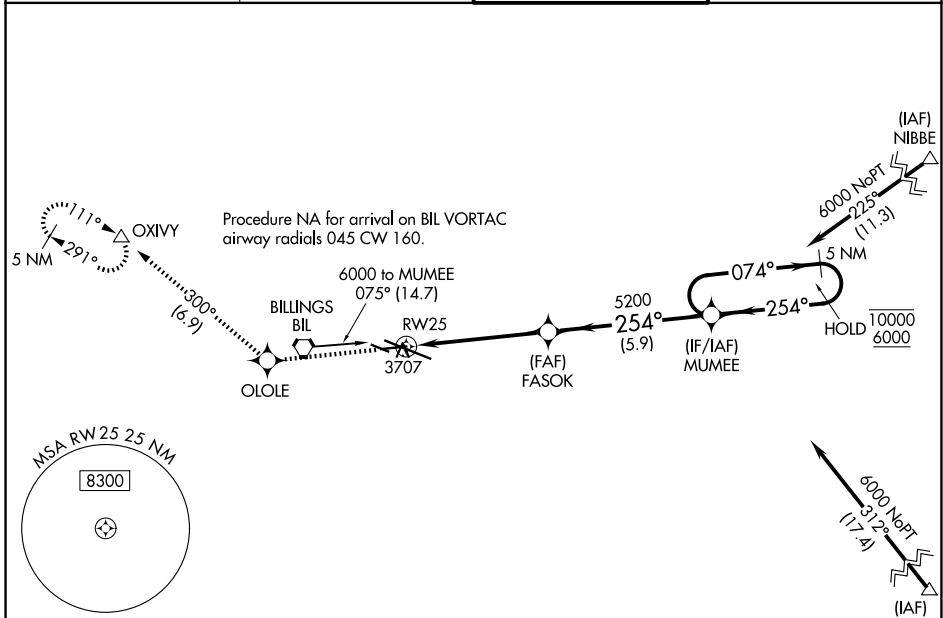 (IAF)
NIBBE
6000 NoPT
225°
(11.3)
111°
OXIVY
291°
5 NM
Procedure NA for arrival on BIL VORTAC
airway radials 045 CW 160.
6000 to MUMEE
075° (14.7)
300°
(6.9)
BILLINGS
BIL
RW25
3707
OLOLE
5200
254°
(5.9)
(FAF)
FASOK
(IF/IAF)
MUMEE
074°
5 NM
254°
HOLD
10000
6000
MSA RW25 25 NM
8300
6000 NoPT
312°
(17.4)
(IAF)